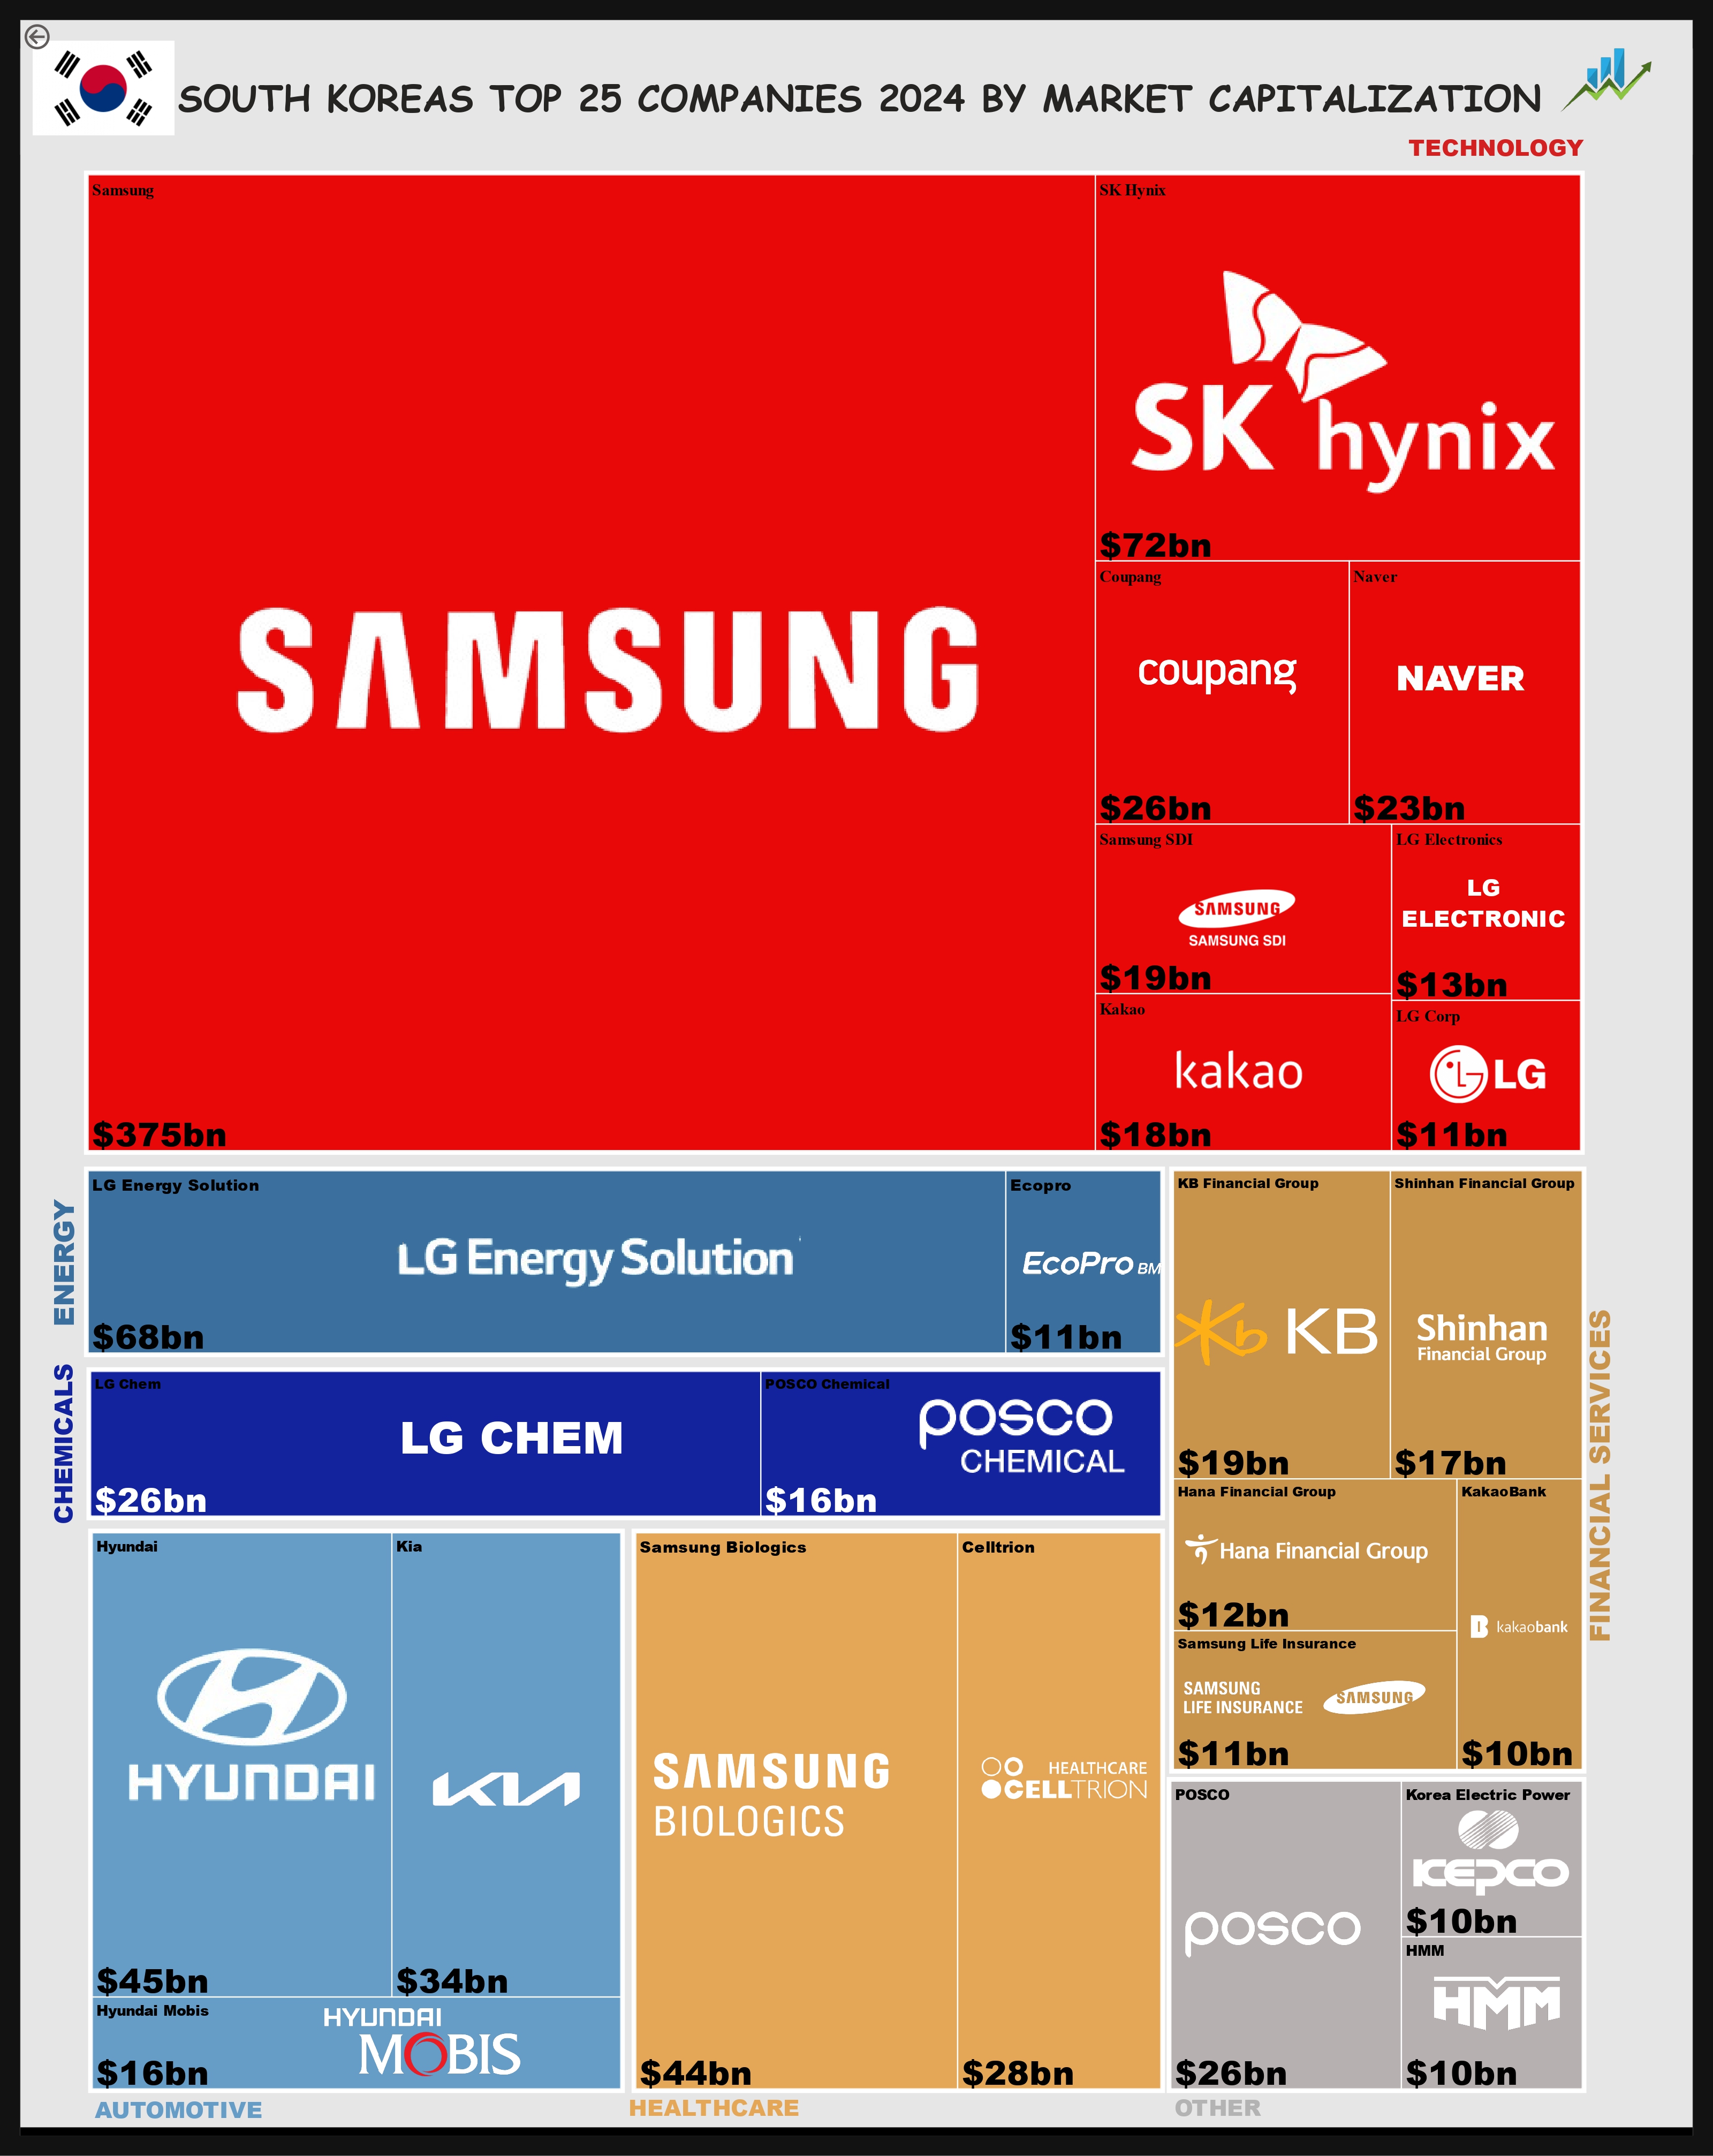 SOUTH KOREAS TOP 25 COMPANIES 2024 BY MARKET CAPITALIZATION
TECHNOLOGY
Samsung
SAMSUNG
$375bn
SK Hynix
SK hynix
$72bn
Coupang
coupang
$26bn
Naver
NAVER
$23bn
Samsung SDI
SAMSUNG
SAMSUNG SDI
$19bn
LG Electronics
LG
ELECTRONIC
$13bn
Kakao
kakao
$18bn
LG Corp
LG
$11bn
ENERGY
LG Energy Solution
LG Energy Solution
$68bn
Ecopro
EcoPro BM
$11bn
CHEMICALS
LG Chem
LG CHEM
$26bn
POSCO Chemical
posco
CHEMICAL
$16bn
FINANCIAL SERVICES
KB Financial Group
Kb KB
$19bn
Shinhan Financial Group
Shinhan
Financial Group
$17bn
Hana Financial Group
Hana Financial Group
$12bn
KakaoBank
kakaobank
$10bn
Samsung Life Insurance
SAMSUNG
LIFE INSURANCE
SAMSUNG
$11bn
Hyundai
HYUNDAI
$45bn
Kia
KIA
$34bn
Hyundai Mobis
HYUNDAI
MOBIS
$16bn
AUTOMOTIVE
Samsung Biologics
SAMSUNG
BIOLOGICS
$44bn
Celltrion
HEALTHCARE
CELLTRION
$28bn
HEALTHCARE
POSCO
posco
$26bn
Korea Electric Power
KEPCO
$10bn
HMM
HMM
$10bn
OTHER